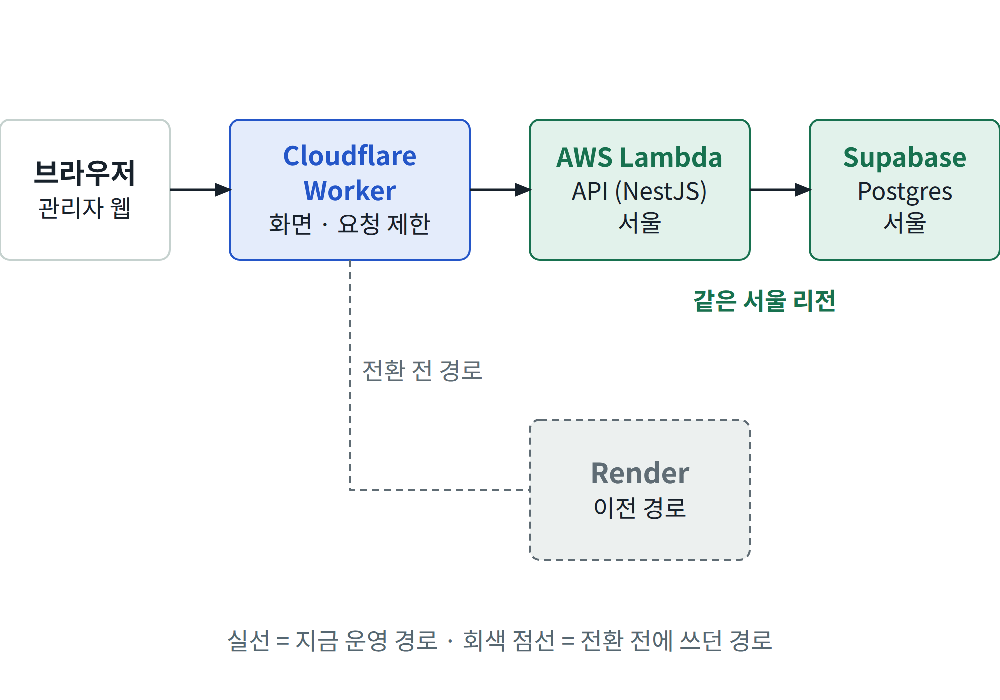 브라우저
관리자 웹
Cloudflare
Worker
화면 · 요청 제한
AWS Lambda
API (NestJS)
서울
Supabase
Postgres
서울
같은 서울 리전
전환 전 경로
Render
이전 경로
실선 = 지금 운영 경로 · 회색 점선 = 전환 전에 쓰던 경로